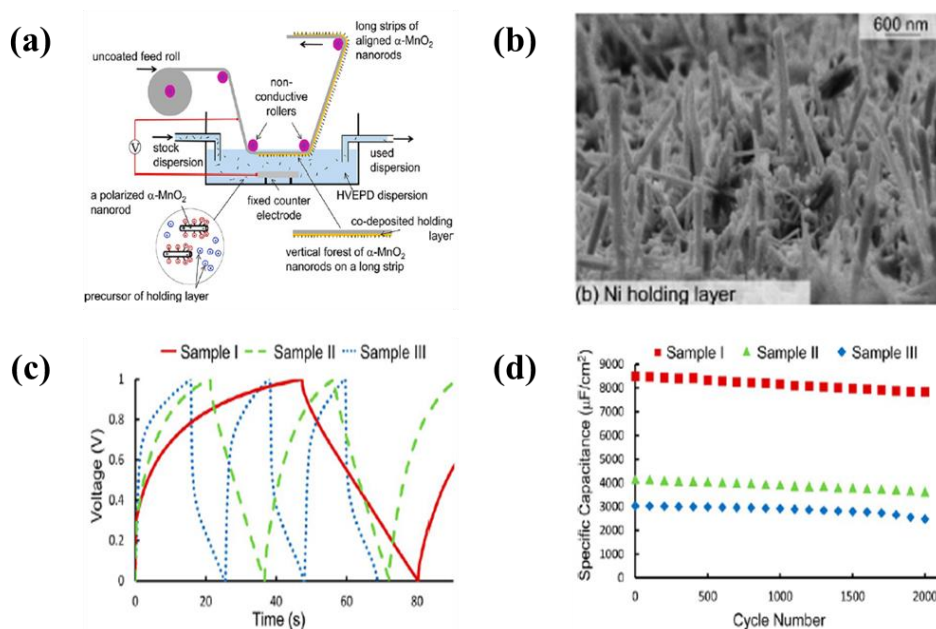 (a)
long strips of
aligned α-MnO2
nanorods
uncoated feed roll
non-
conductive
rollers
V
stock
dispersion
used
dispersion
HVEPD dispersion
a polarized α-MnO2
nanorod
fixed counter
electrode
co-deposited holding
layer
vertical forest of α-MnO2
nanorods on a long strip
precursor of holding layer
(b)
600 nm
(b) Ni holding layer
(c)
Sample I Sample II Sample III
Voltage (V)
1
0.8
0.6
0.4
0.2
0
0 20 40 60 80
Time (s)
(d)
Sample I Sample II Sample III
Specific Capacitance (μF/cm²)
9000
8000
7000
6000
5000
4000
3000
2000
1000
0
0 500 1000 1500 2000
Cycle Number